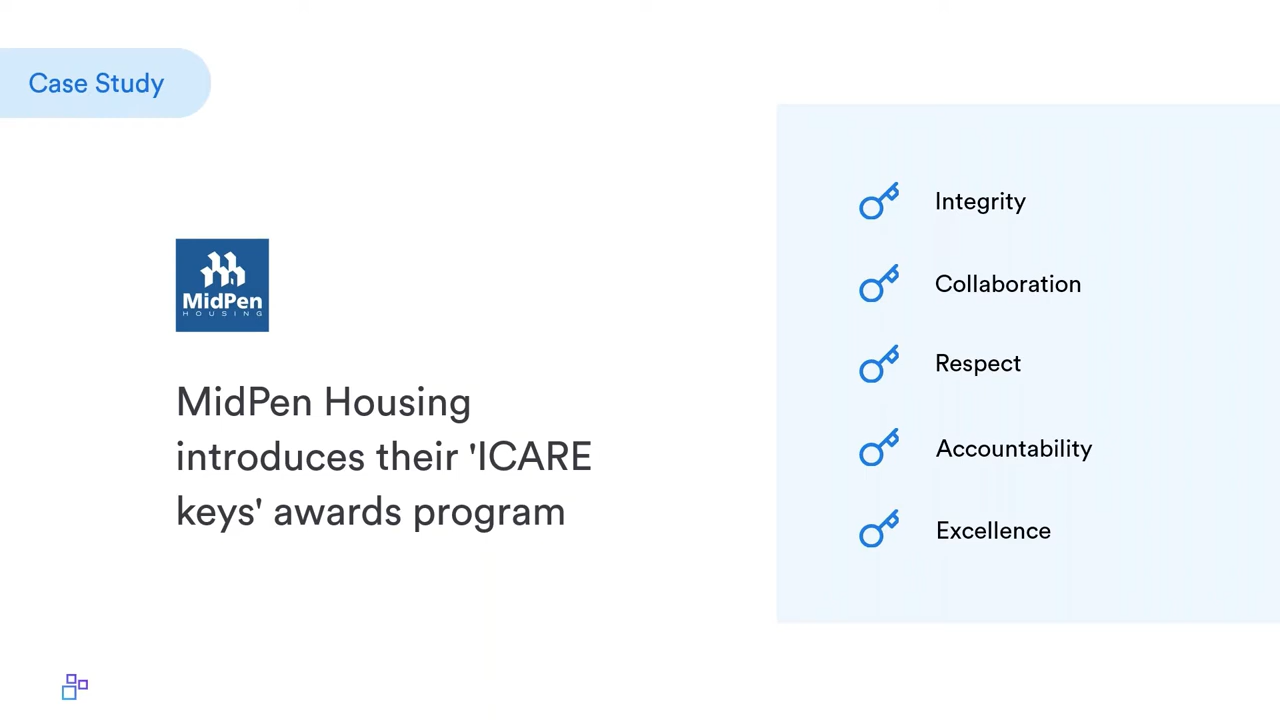 Case Study
MidPen
HOUSING
MidPen Housing
introduces their 'ICARE
keys' awards program
Integrity
Collaboration
Respect
Accountability
Excellence